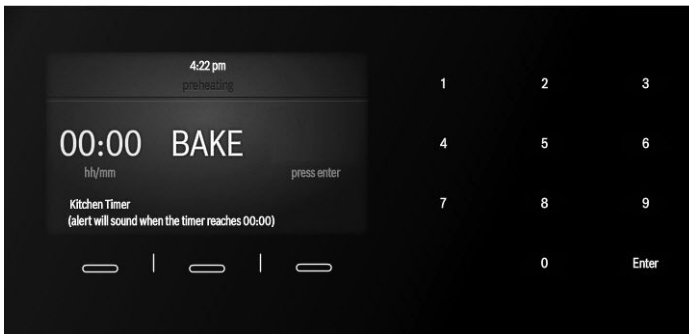 4:22 pm
preheating
00:00 BAKE
hh/mm
press enter
Kitchen Timer
(alert will sound when the timer reaches 00:00)
1 2 3
4 5 6
7 8 9
0 Enter